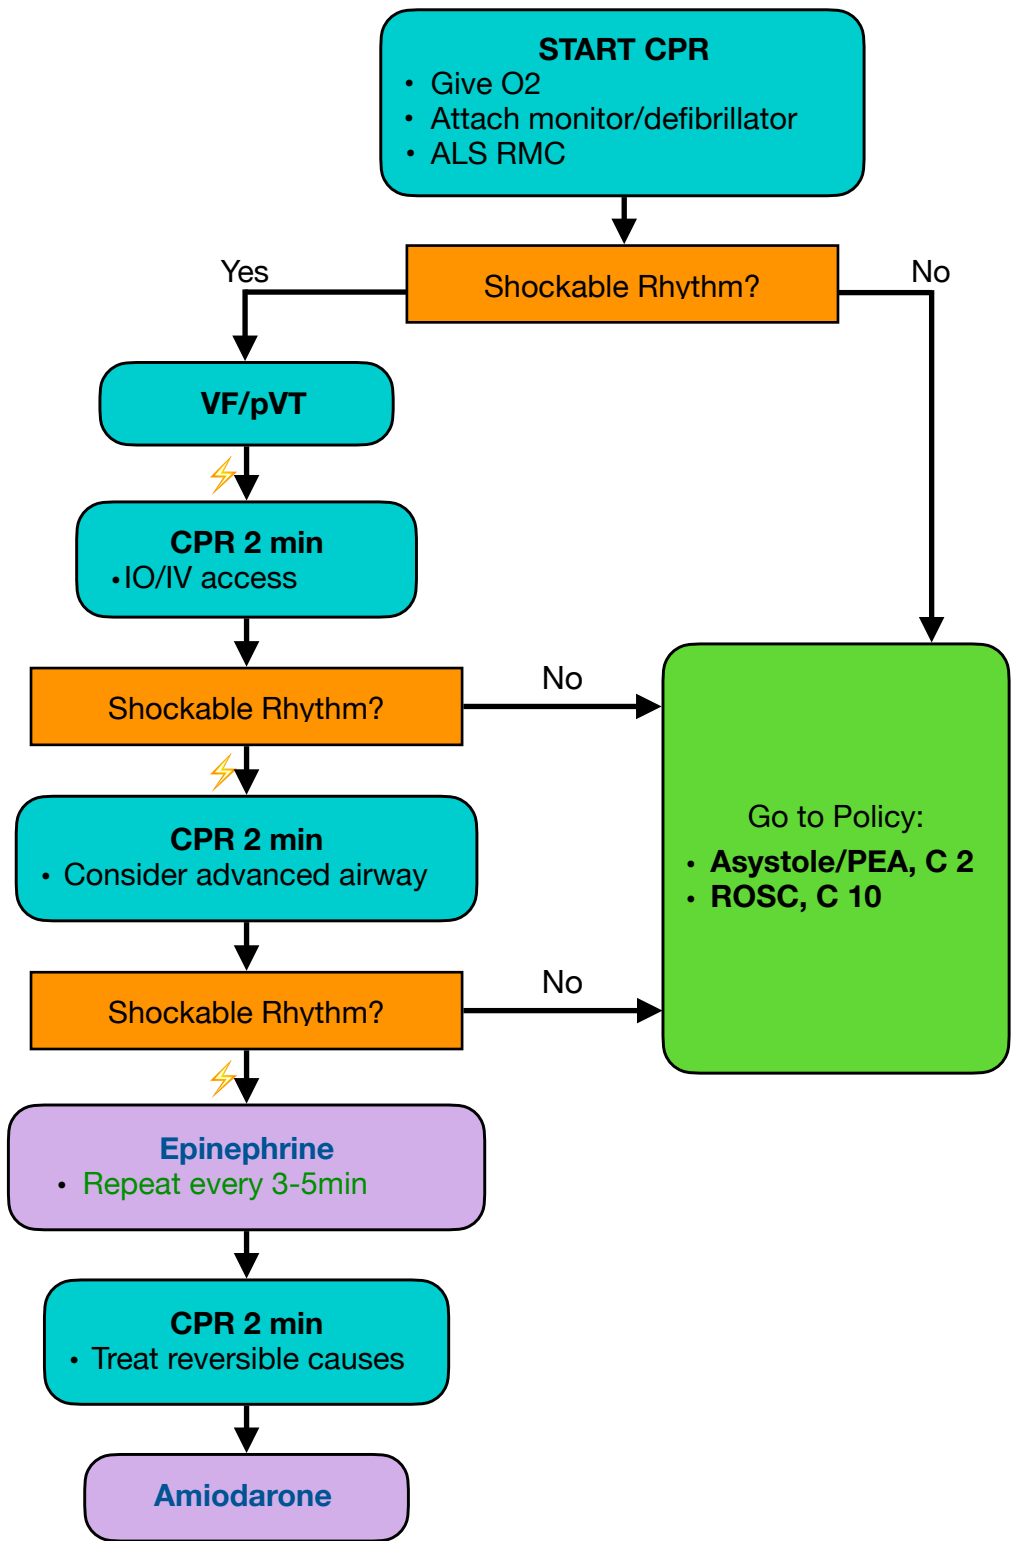 START CPR
• Give O2
• Attach monitor/defibrillator
• ALS RMC
Shockable Rhythm?
Yes
No
VF/pVT
CPR 2 min
• IO/IV access
Shockable Rhythm?
No
CPR 2 min
• Consider advanced airway
Shockable Rhythm?
No
Go to Policy:
• Asystole/PEA, C 2
• ROSC, C 10
Epinephrine
• Repeat every 3-5min
CPR 2 min
• Treat reversible causes
Amiodarone